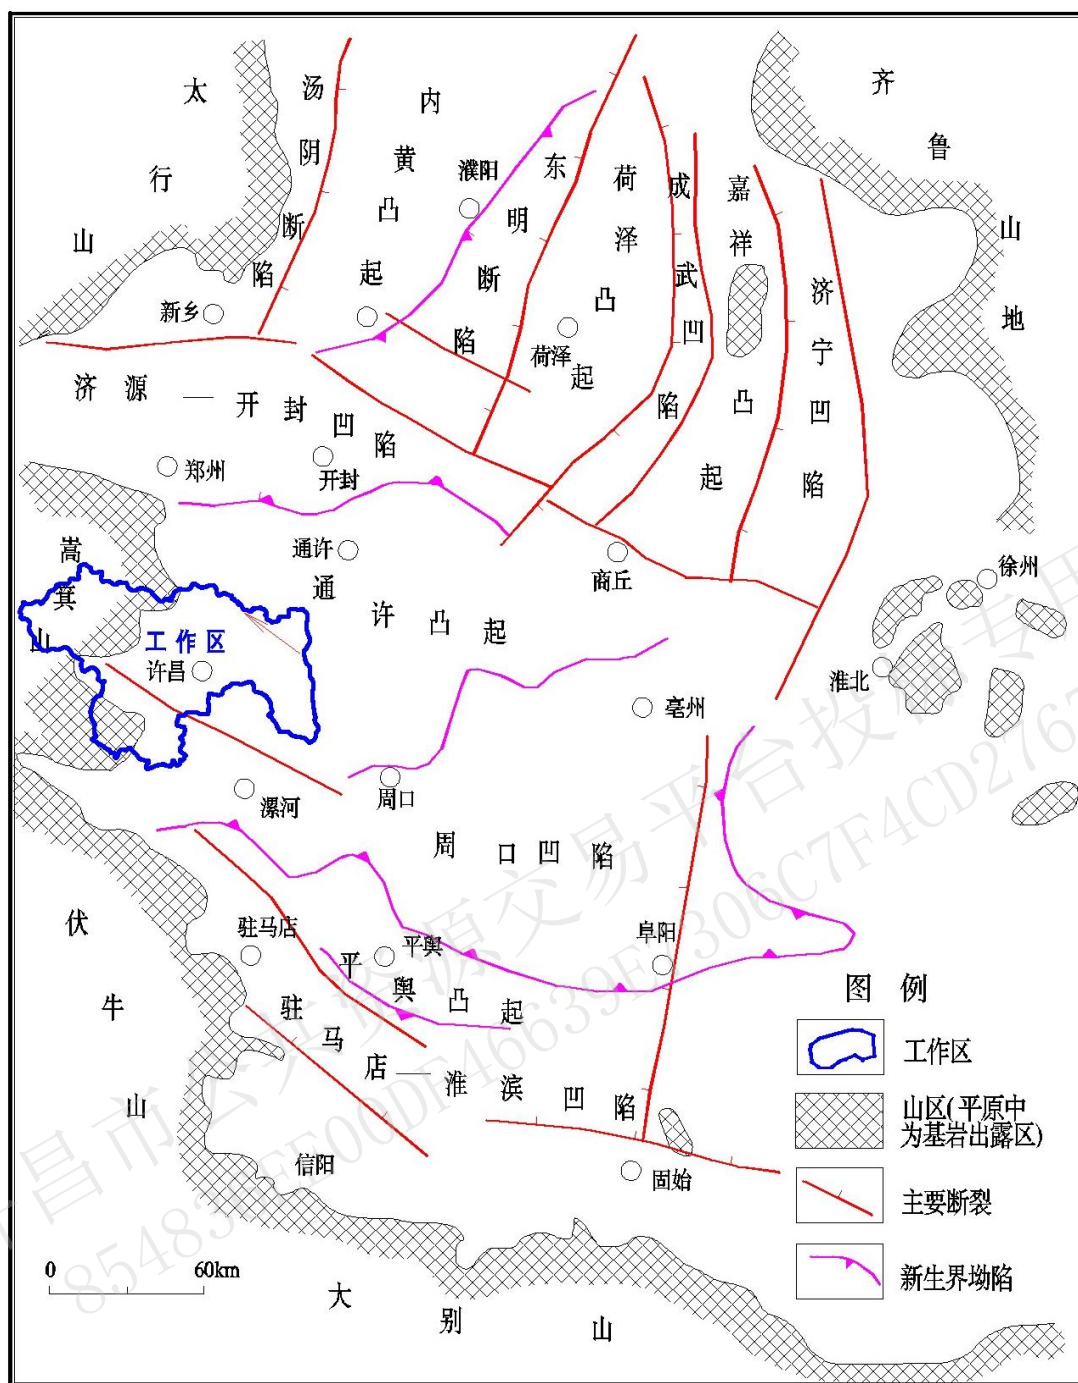 太行山
汤阴断陷
内黄凸起
濮阳
东明断陷
荷泽凸起
成武凹陷
嘉祥凸起
济宁凹陷
齐鲁山地
新乡
荷泽
济源—开封凹陷
郑州
开封
通许
通许凸起
商丘
徐州
嵩箕山
工作区
许昌
淮北
亳州
漯河
周口
周口凹陷
伏牛山
驻马店
平舆
平舆凸起
阜阳
驻马店—淮滨凹陷
信阳
固始
大别山
0 60km
图 例
工作区
山区(平原中
为基岩出露区)
主要断裂
新生界坳陷